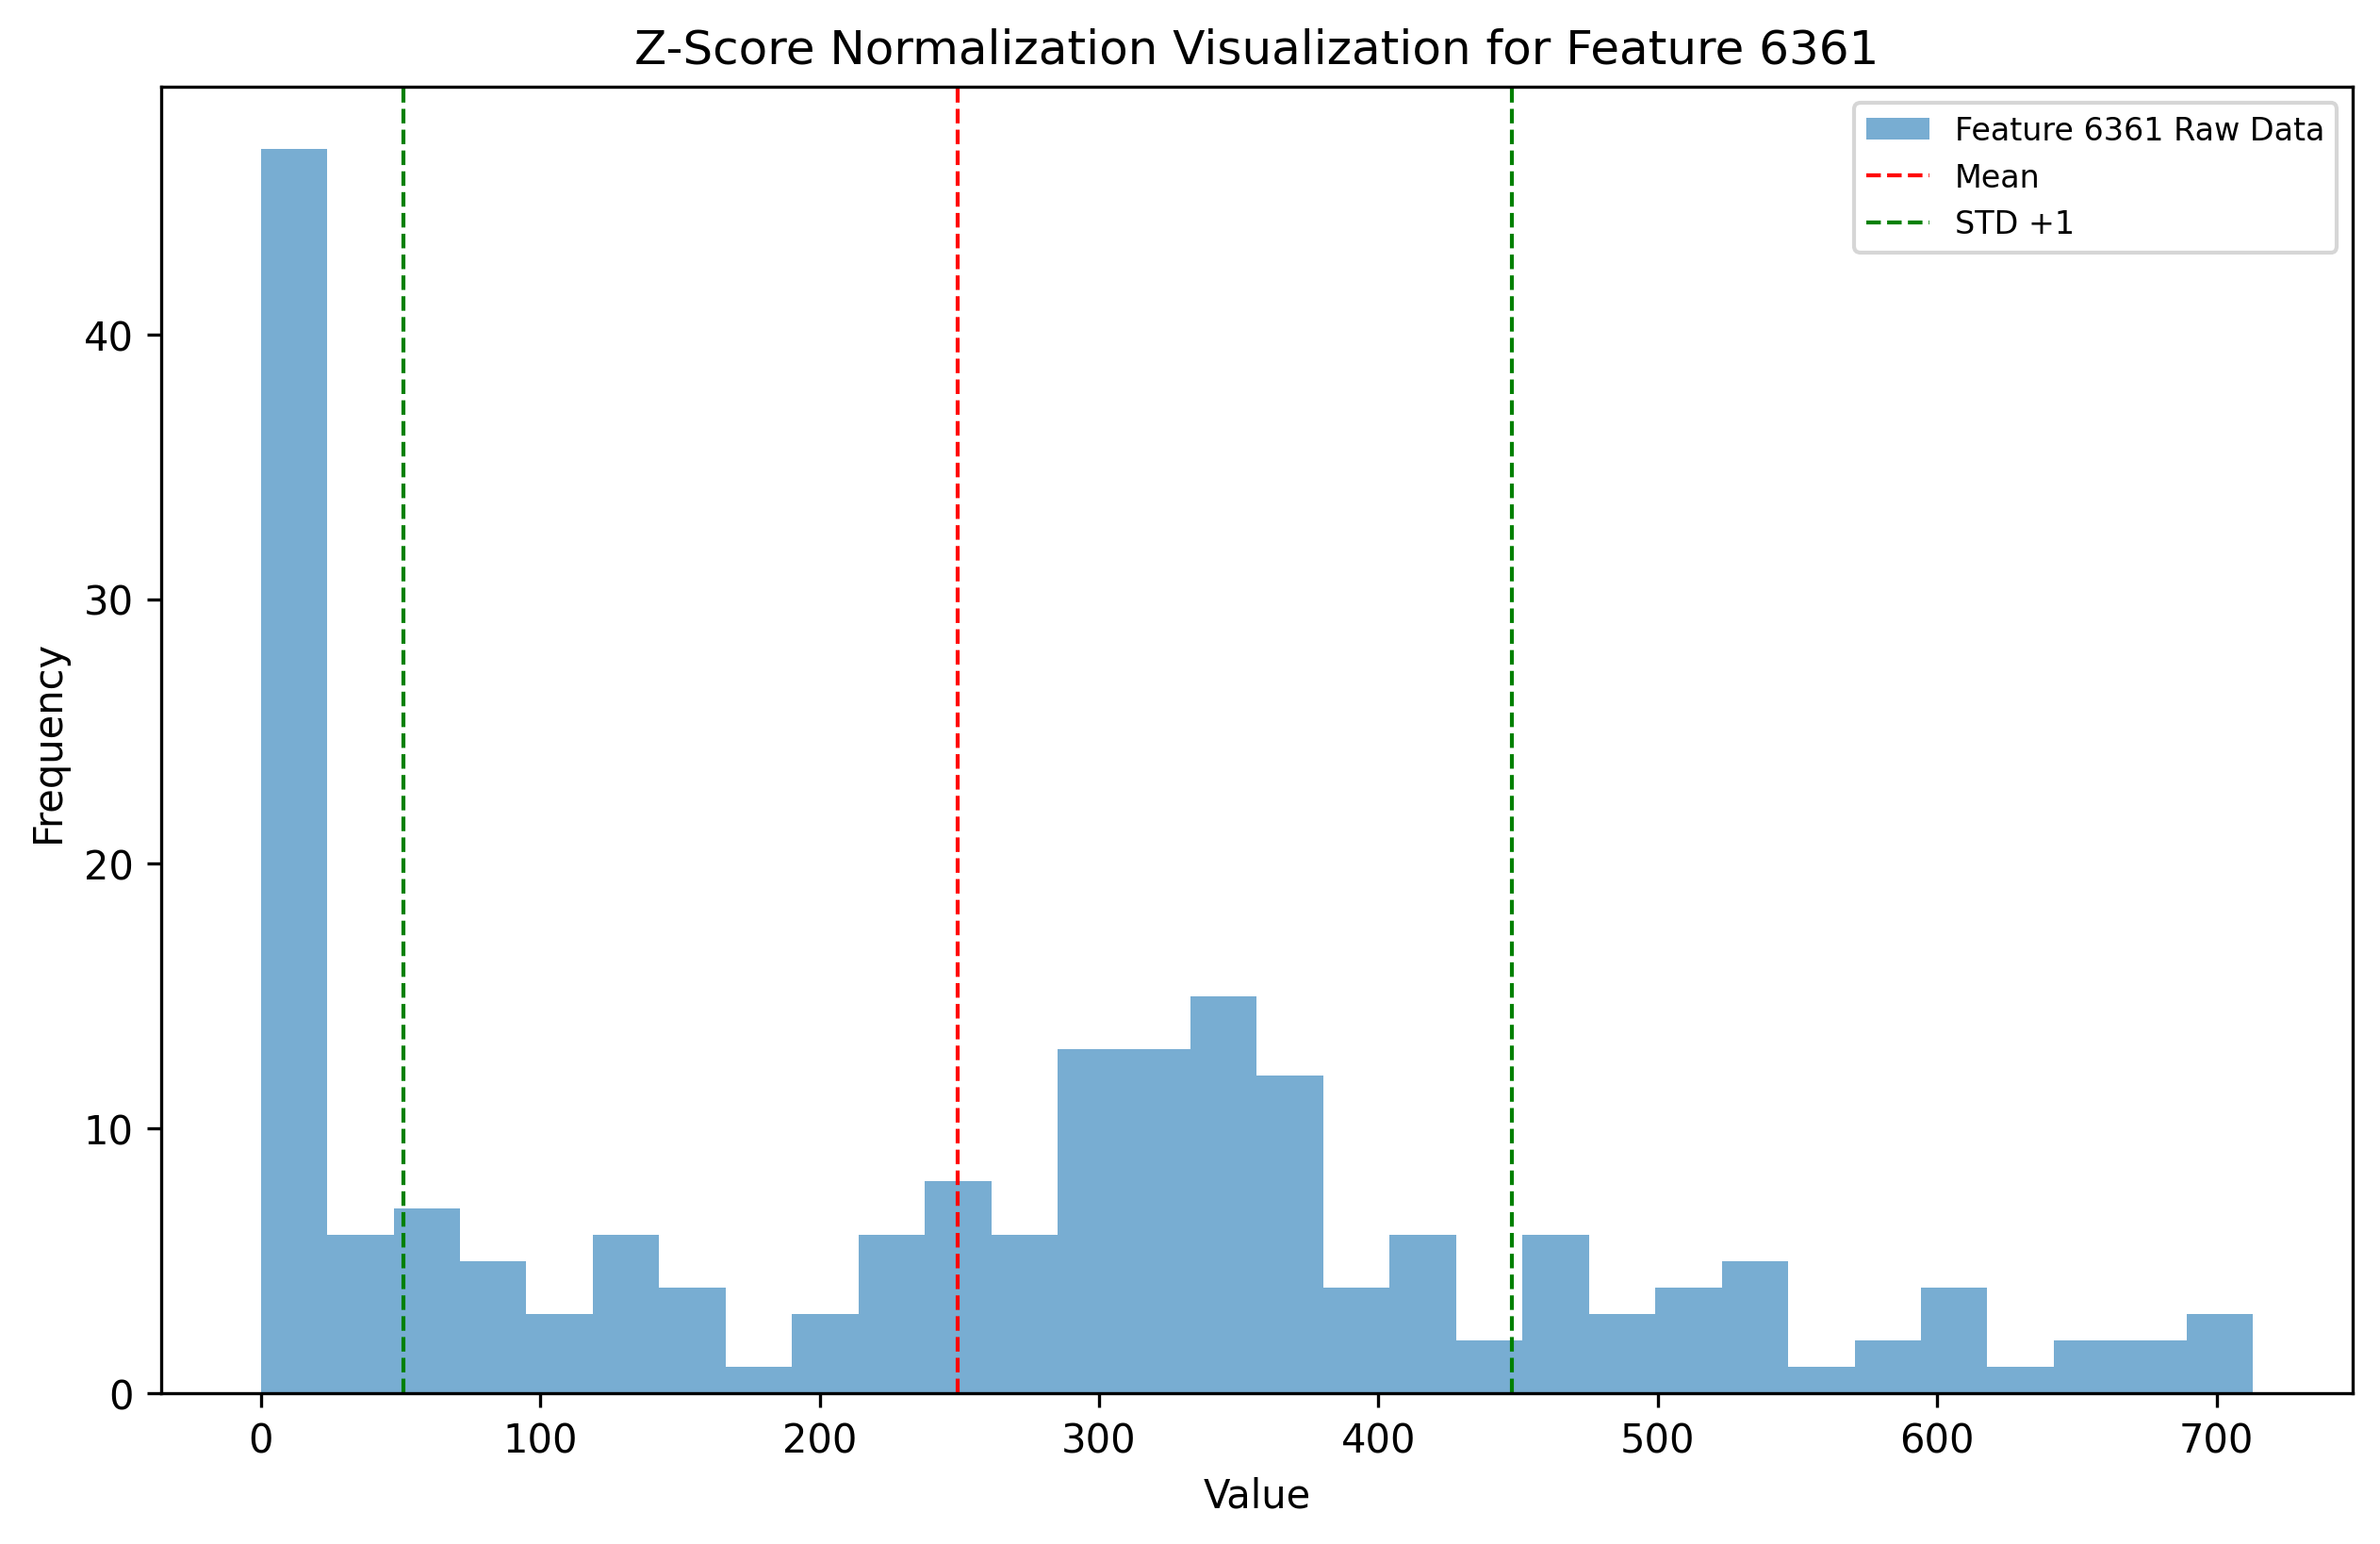 Z-Score Normalization Visualization for Feature 6361
Feature 6361 Raw Data
Mean
STD +1
40
30
20
10
0
Frequency
0 100 200 300 400 500 600 700
Value